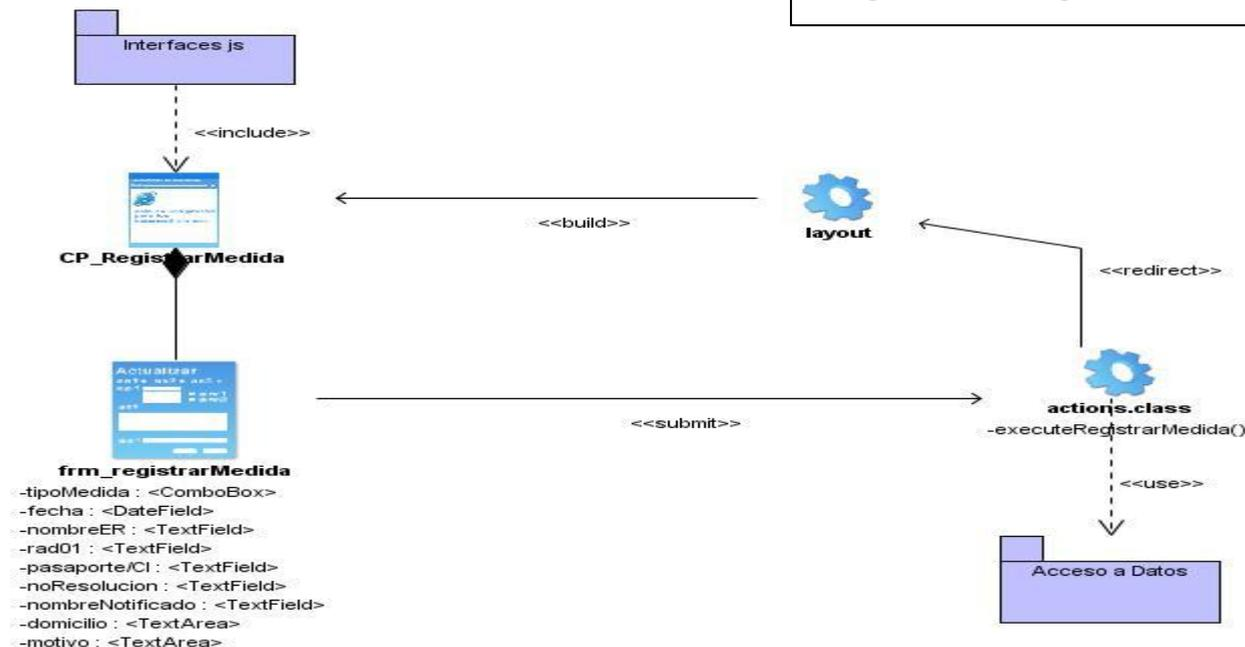 Interfaces js
<<include>>
CP_RegistrarMedida
<<build>>
layout
<<redirect>>
Actualizar
frm_registrarMedida
<<submit>>
actions.class
-executeRegistrarMedida()
-tipoMedida : <ComboBox>
-fecha : <DateField>
-nombreER : <TextField>
-rad01 : <TextField>
-pasaporte/CI : <TextField>
-noResolucion : <TextField>
-nombreNotificado : <TextField>
-domicilio : <TextArea>
-motivo : <TextArea>
<<use>>
Acceso a Datos